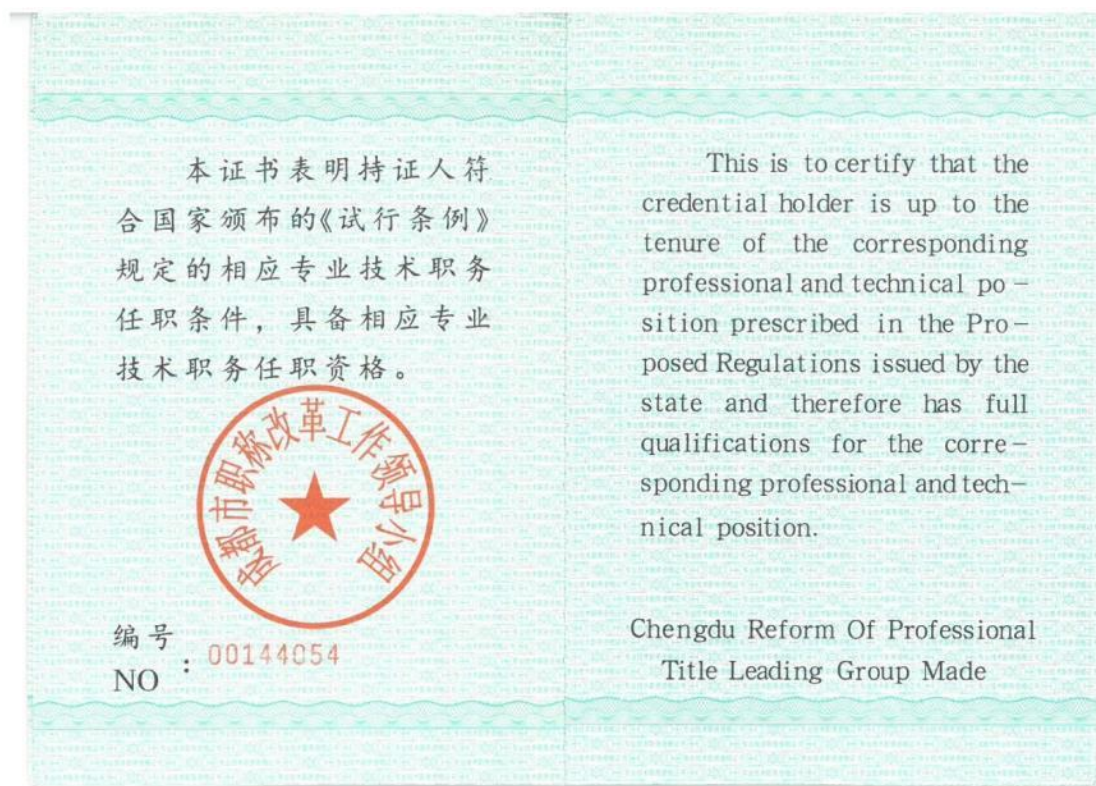 本证书表明持证人符
合国家颁布的《试行条例》
规定的相应专业技术职务
任职条件，具备相应专业
技术职务任职资格。
成都市职称改革工作领导小组
编号
NO : 00144054
This is to certify that the
credential holder is up to the
tenure of the corresponding
professional and technical po－
sition prescribed in the Pro－
posed Regulations issued by the
state and therefore has full
qualifications for the corre－
sponding professional and tech－
nical position.
Chengdu Reform Of Professional
Title Leading Group Made